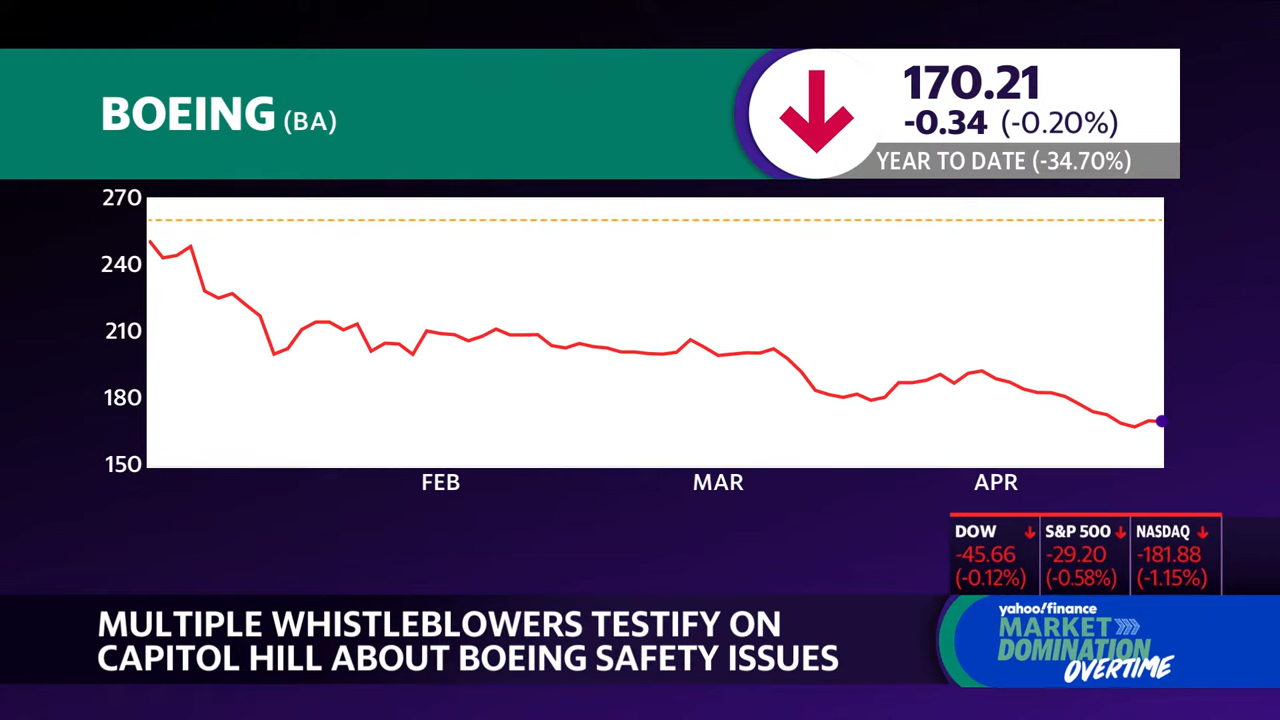 BOEING (BA)
170.21
-0.34 (-0.20%)
YEAR TO DATE (-34.70%)
270
240
210
180
150
FEB MAR APR
DOW S&P 500 NASDAQ
-45.66 -29.20 -181.88
(-0.12%) (-0.58%) (-1.15%)
MULTIPLE WHISTLEBLOWERS TESTIFY ON
CAPITOL HILL ABOUT BOEING SAFETY ISSUES
yahoo!finance
MARKET
DOMINATION
OVERTIME